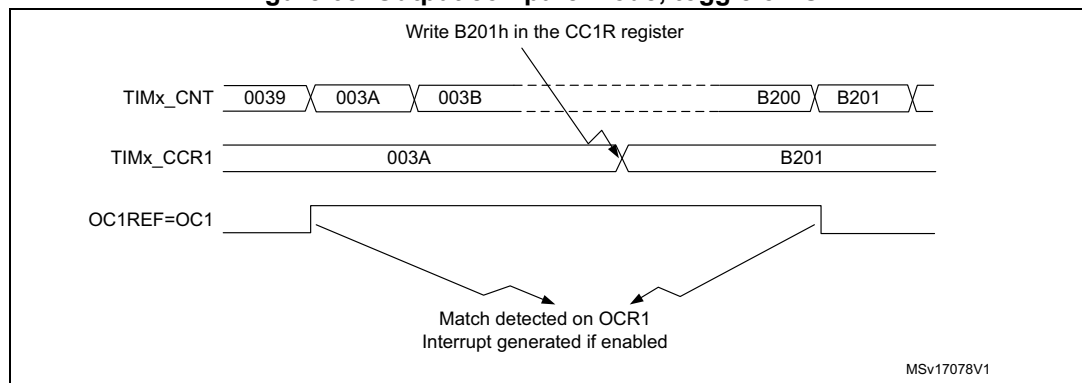 Write B201h in the CC1R register
TIMx_CNT 0039 003A 003B B200 B201
TIMx_CCR1 003A B201
OC1REF=OC1
Match detected on OCR1
Interrupt generated if enabled
MSv17078V1